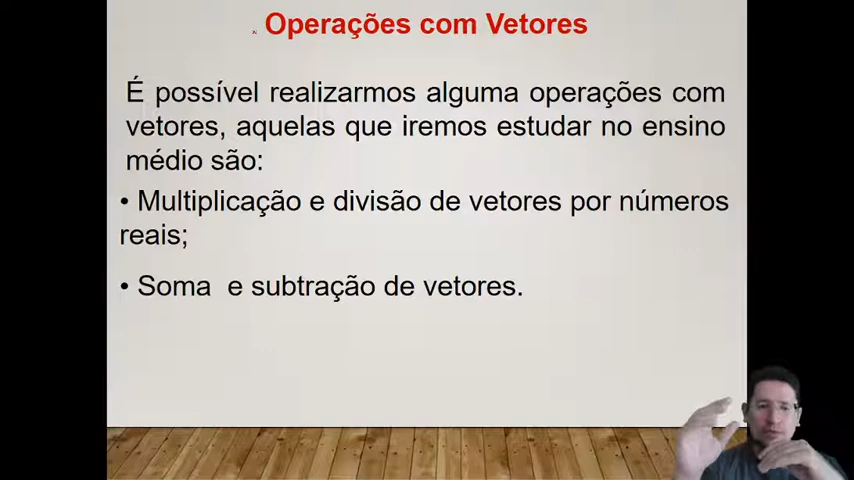 Operações com Vetores
É possível realizarmos alguma operações com
vetores, aquelas que iremos estudar no ensino
médio são:
• Multiplicação e divisão de vetores por números
reais;
• Soma e subtração de vetores.